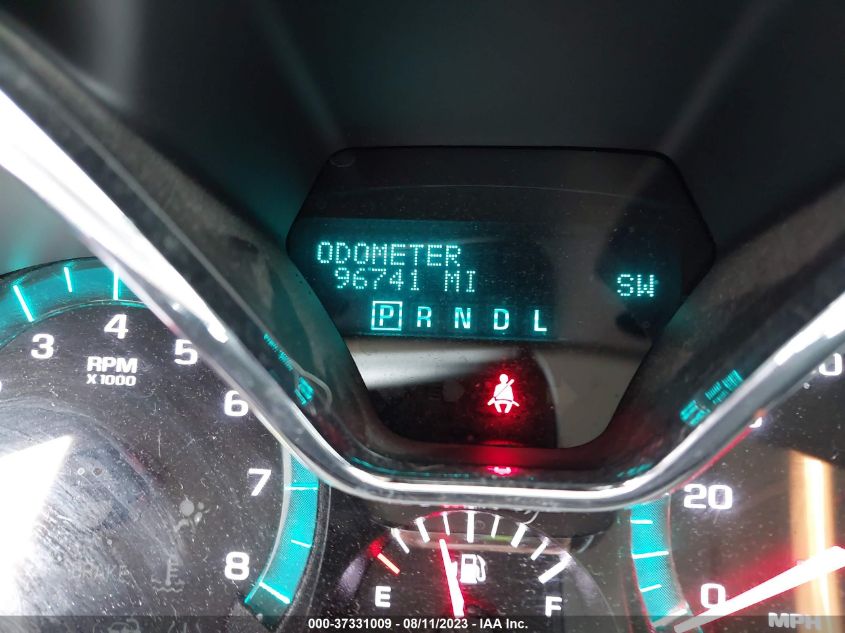 ODOMETER
96741 MI
SW
P R N D L
3 4 5 6 7 8
RPM
X1000
BRAKE
E F
20
0
MPH
000-37331009 - 08/11/2023 - IAA Inc.